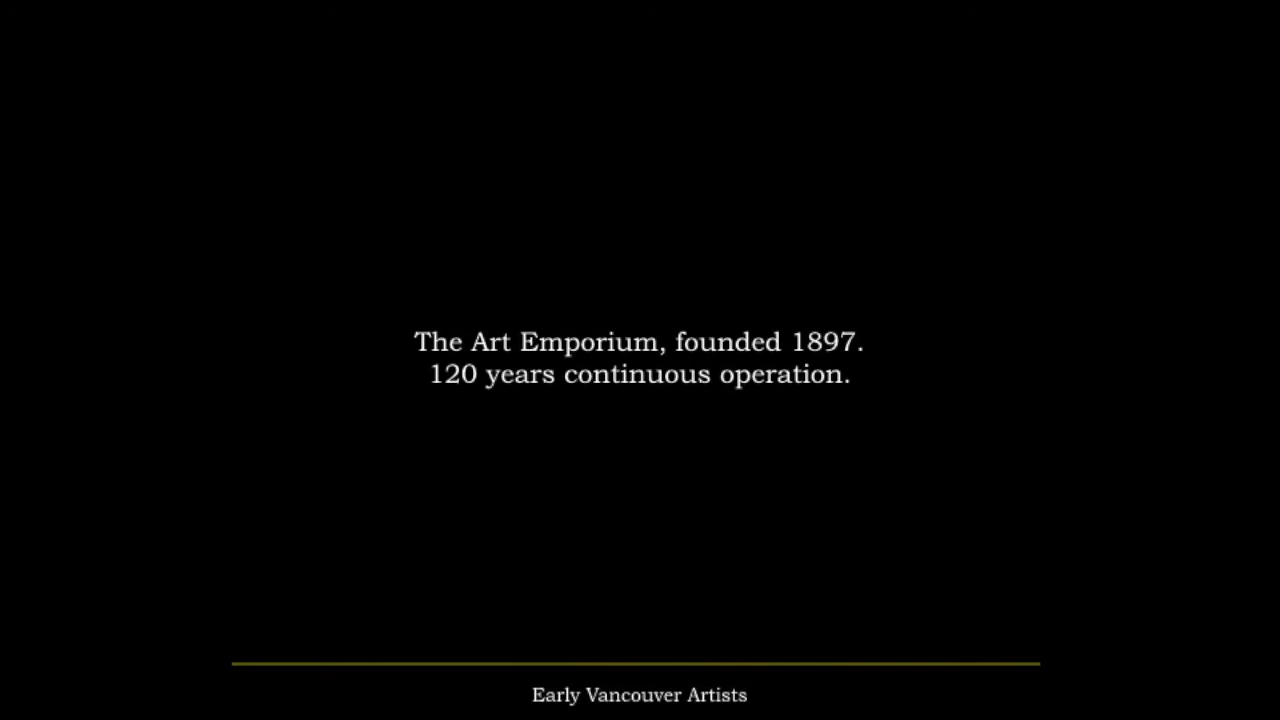 The Art Emporium, founded 1897.
120 years continuous operation.
Early Vancouver Artists